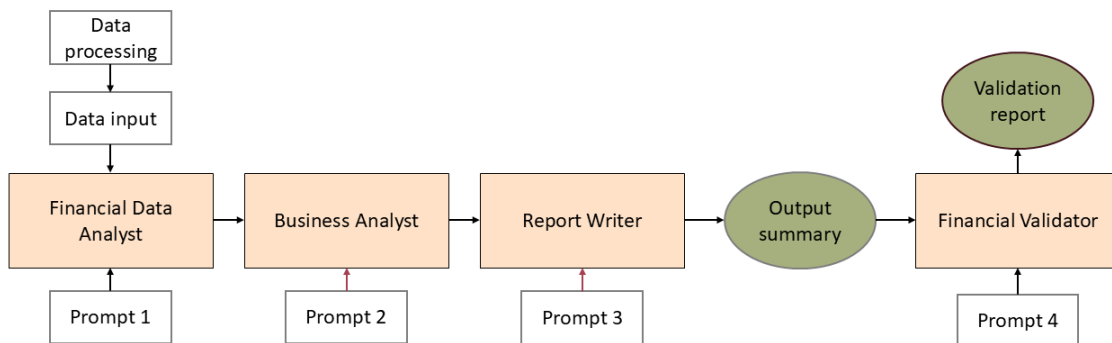 Data
processing
Data input
Validation
report
Financial Data
Analyst
Business Analyst
Report Writer
Output
summary
Financial Validator
Prompt 1
Prompt 2
Prompt 3
Prompt 4